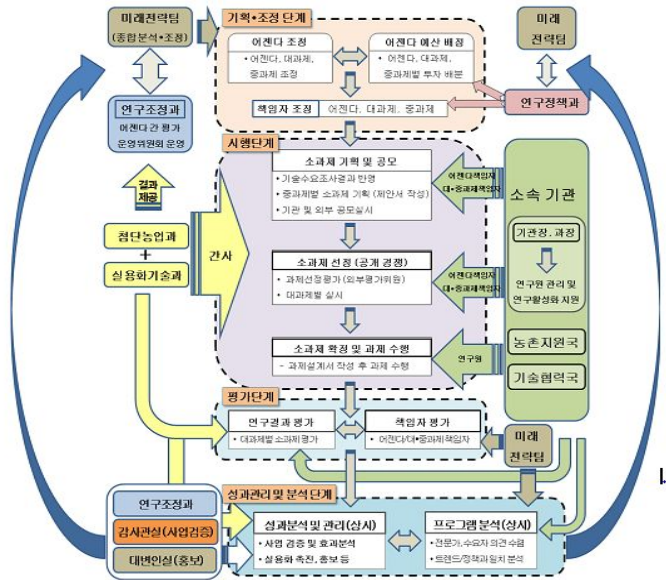 미래전략팀
(종합분석•조정)
기획•조정 단계
어젠다 조정
• 어젠다, 대과제,
중과제 조정
어젠다 예산 배정
• 어젠다, 대과제,
중과제별 투자 배분
미래
전략팀
책임자 조정
어젠다, 대과제, 중과제
연구정책과
연구조정과
어젠다 간 평가
운영위원회 운영
시행단계
소과제 기획 및 공모
• 기술수요조사결과 반영
• 중과제별 소과제 기획 (제안서 작성)
• 기관 및 외부 공모실시
어젠다책임자
대•중과제책임자
소속 기관
기관장, 과장
연구원 관리 및
연구활성화 지원
농촌지원국
기술협력국
결과
제공
첨단농업과
+
실용화기술과
간사
소과제 선정 (공개 경쟁)
• 과제선정평가 (외부평가위원)
• 대과제별 실시
어젠다책임자
대•중과제책임자
소과제 확정 및 과제 수행
- 과제설계서 작성 후 과제 수행
연구원
평가단계
연구결과 평가
• 대과제별 소과제 평가
책임자 평가
• 어젠다/대•중과제책임자
미래
전략팀
연구조정과
감사관실(사업검증)
대변인실(홍보)
성과관리 및 분석 단계
성과분석 및 관리(상시)
• 사업 검증 및 효과분석
• 실용화 촉진, 홍보 등
프로그램 분석(상시)
•전문가, 수요자 의견 수렴
•트렌드/정책과 일치 분석